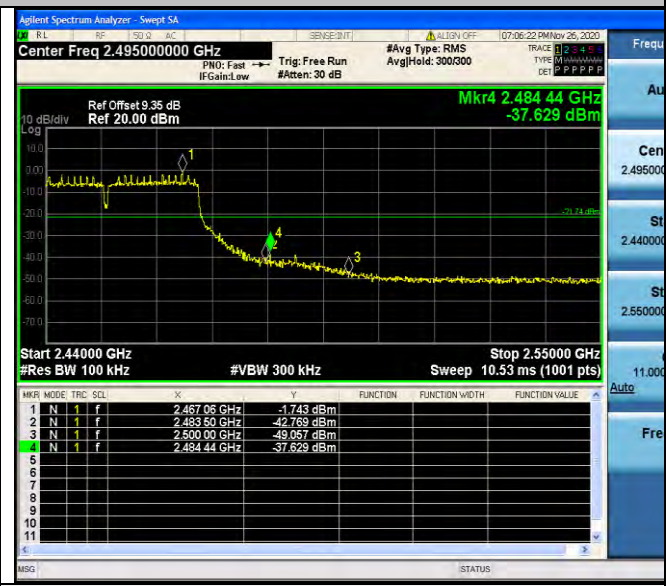 Agilent Spectrum Analyzer - Swept SA
RL RF 50 Ω AC SENSE:INT ALIGN OFF 07:06:22 PM Nov 26, 2020
Center Freq 2.495000000 GHz
PNO: Fast
IFGain:Low
Trig: Free Run
#Atten: 30 dB
#Avg Type: RMS
Avg|Hold: 300/300
TRACE 1 2 3 4 5 6
TYPE M
DET P P P P P P
Frequ
Ref Offset 9.35 dB
Ref 20.00 dBm
10 dB/div
Log
Mkr4 2.484 44 GHz
-37.629 dBm
10.0
0.00
-10.0
-20.0
-30.0
-40.0
-50.0
-60.0
-70.0
1
4
2
3
-21.74 dBm
Start 2.44000 GHz
#Res BW 100 kHz
#VBW 300 kHz
Stop 2.55000 GHz
Sweep 10.53 ms (1001 pts)
MKR MODE TRC SCL X Y FUNCTION FUNCTION WIDTH FUNCTION VALUE
1 N 1 f 2.467 06 GHz -1.743 dBm
2 N 1 f 2.483 50 GHz -42.769 dBm
3 N 1 f 2.500 00 GHz -49.057 dBm
4 N 1 f 2.484 44 GHz -37.629 dBm
5
6
7
8
9
10
11
MSG STATUS
Au
Cen
2.495000
St
2.440000
St
2.550000
11.000
Auto
Fre